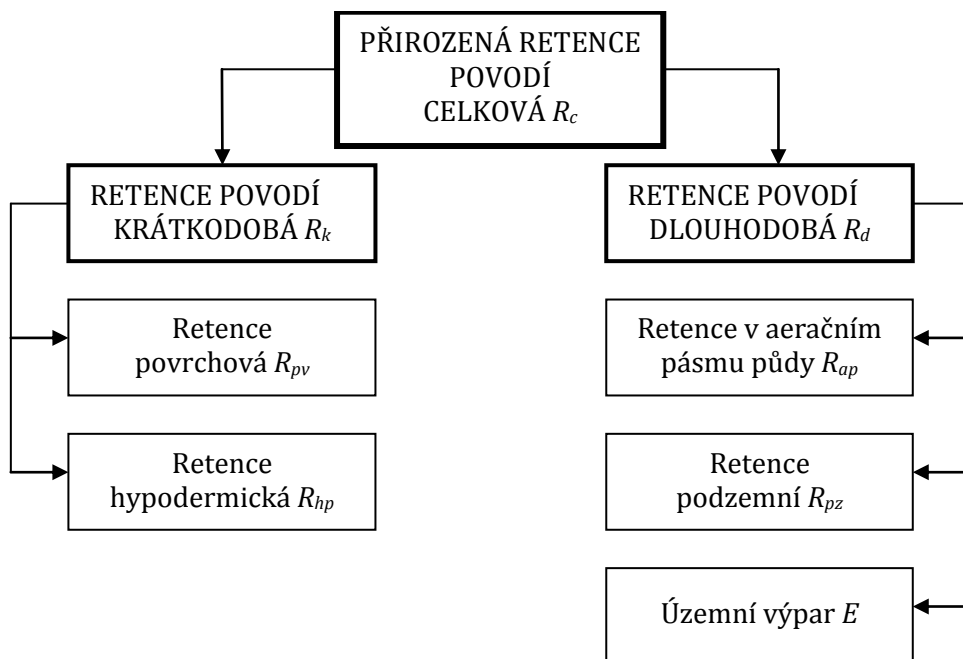 PŘIROZENÁ RETENCE
POVODÍ
CELKOVÁ Rc
RETENCE POVODÍ
KRÁTKODOBÁ Rk
RETENCE POVODÍ
DLOUHODOBÁ Rd
Retence
povrchová Rpv
Retence v aeračním
pásmu půdy Rap
Retence
hypodermická Rhp
Retence
podzemní Rpz
Územní výpar E